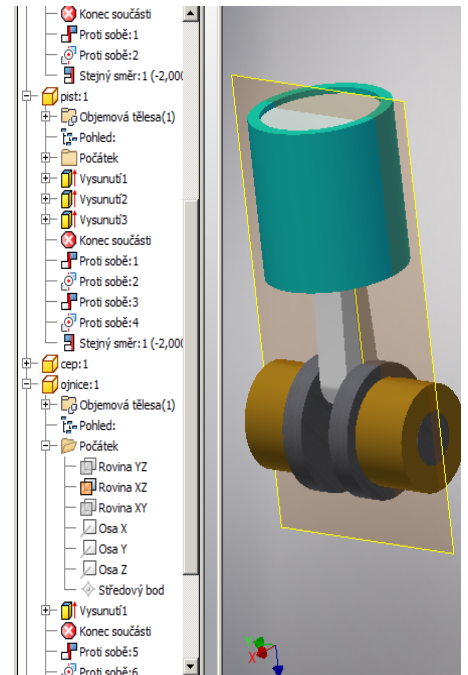 Konec součásti
Proti sobě:1
Proti sobě:2
Stejný směr:1 (-2,000
pist:1
Objemová tělesa(1)
Pohled:
Počátek
Vysunutí1
Vysunutí2
Vysunutí3
Konec součásti
Proti sobě:1
Proti sobě:2
Proti sobě:3
Proti sobě:4
Stejný směr:1 (-2,000
cep:1
ojnice:1
Objemová tělesa(1)
Pohled:
Počátek
Rovina YZ
Rovina XZ
Rovina XY
Osa X
Osa Y
Osa Z
Středový bod
Vysunutí1
Konec součásti
Proti sobě:5
Proti sobě:6
Y
X